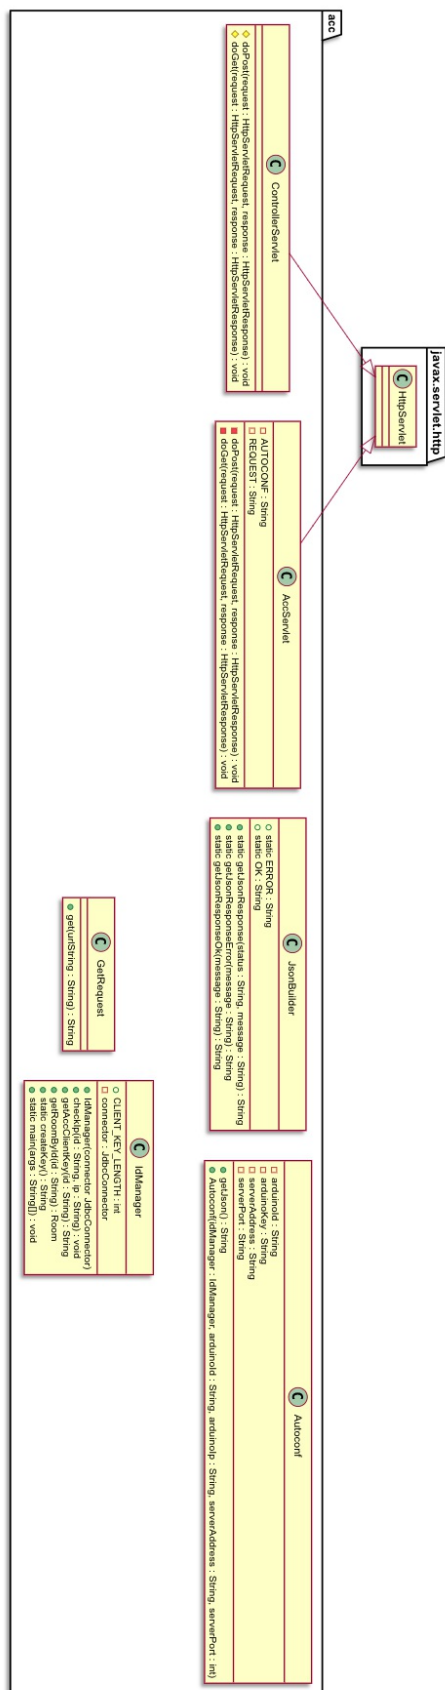 javax.servlet.http
C HttpServlet
acc
C ControllerServlet
doPost(request : HttpServletRequest, response : HttpServletResponse) : void
doGet(request : HttpServletRequest, response : HttpServletResponse) : void
C AccServlet
AUTOCONF : String
REQUEST : String
doPost(request : HttpServletRequest, response : HttpServletResponse) : void
doGet(request : HttpServletRequest, response : HttpServletResponse) : void
C JsonBuilder
static ERROR : String
static OK : String
static getJsonResponse(status : String, message : String) : String
static getJsonResponseError(message : String) : String
static getJsonResponseOk(message : String) : String
C Autoconf
arduinoId : String
arduinoKey : String
serverAddress : String
serverPort : String
getJson() : String
Autoconf(idManager : IdManager, arduinoId : String, arduinoIp : String, serverAddress : String, serverPort : int)
C GetRequest
get(urlString : String) : String
C IdManager
CLIENT_KEY_LENGTH : int
connector : JdbcConnector
IdManager(connector JdbcConnector)
checkIp(id : String, ip : String) : void
getAccClientKey(id : String) : String
getRoomById(id : String) : Room
static createKey() : String
static main(args : String[]) : void